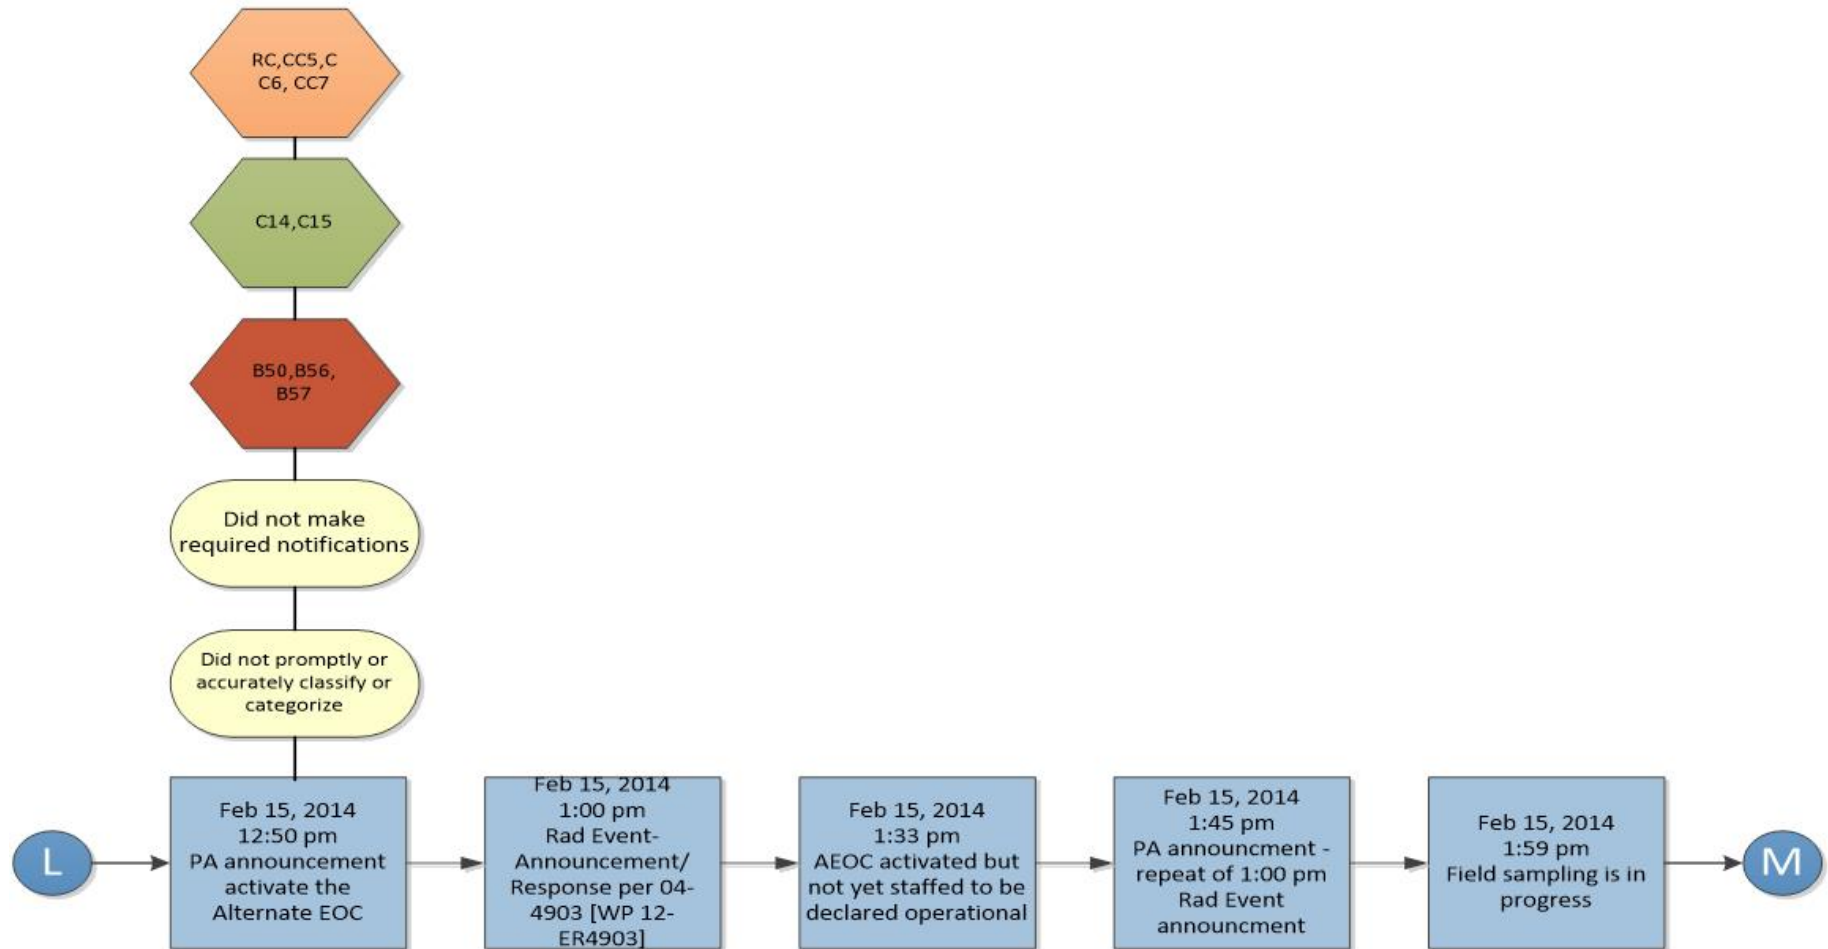 RC,CC5,C
C6, CC7
C14,C15
B50,B56,
B57
Did not make
required notifications
Did not promptly or
accurately classify or
categorize
L
Feb 15, 2014
12:50 pm
PA announcement
activate the
Alternate EOC
Feb 15, 2014
1:00 pm
Rad Event-
Announcement/
Response per 04-
4903 [WP 12-
ER4903]
Feb 15, 2014
1:33 pm
AEOC activated but
not yet staffed to be
declared operational
Feb 15, 2014
1:45 pm
PA announcment -
repeat of 1:00 pm
Rad Event
announcment
Feb 15, 2014
1:59 pm
Field sampling is in
progress
M